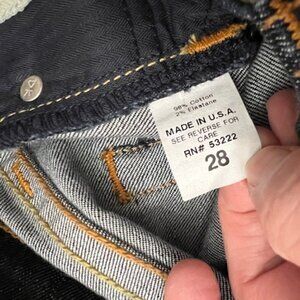 98% Cotton
2% Elastane
MADE IN U.S.A.
SEE REVERSE FOR
CARE
RN# 53222
28